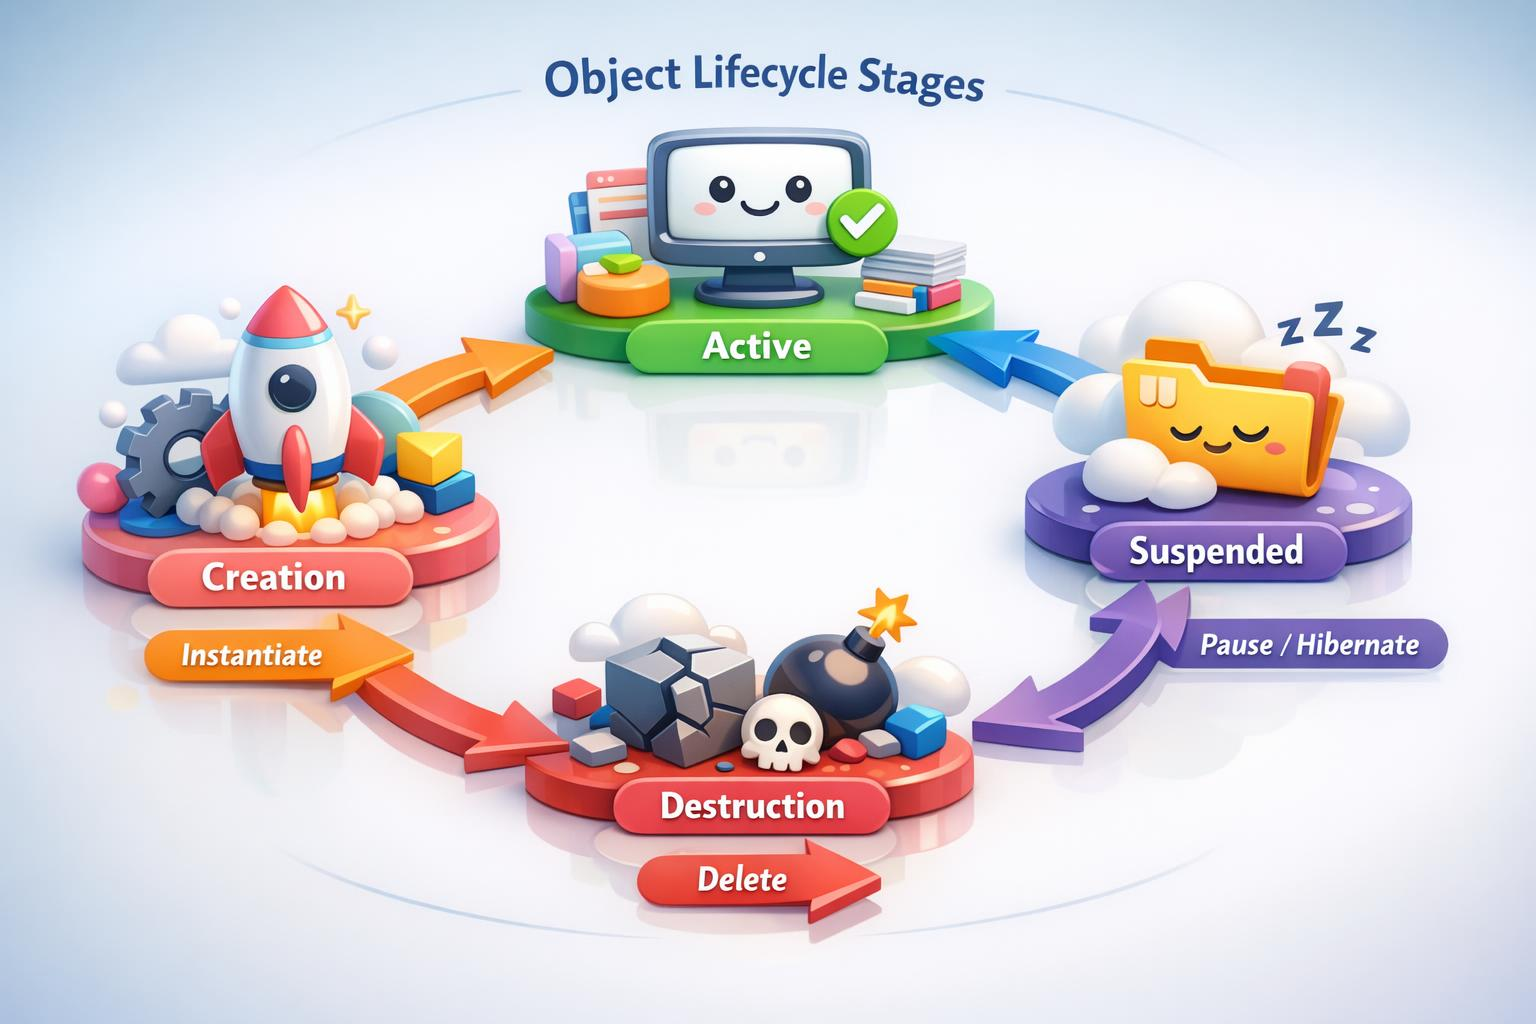 Object Lifecycle Stages
Active
z z z
Creation
Suspended
Instantiate
Pause / Hibernate
Destruction
Delete